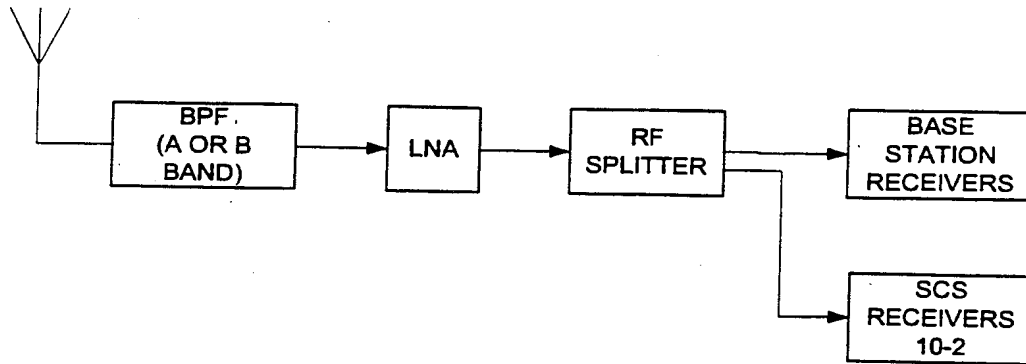 BPF.
(A OR B
BAND)
LNA
RF
SPLITTER
BASE
STATION
RECEIVERS
SCS
RECEIVERS
10-2